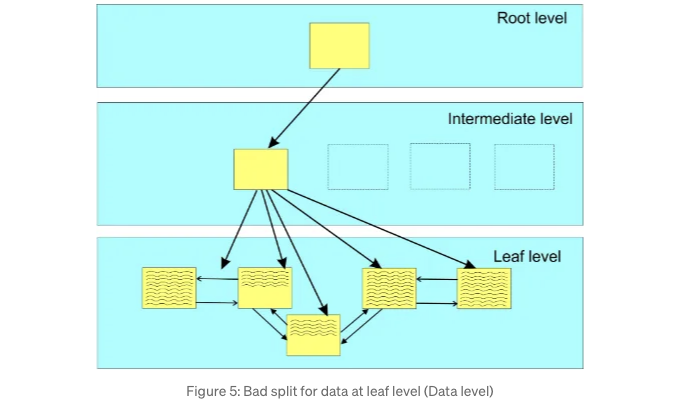 Root level
Intermediate level
Leaf level
Figure 5: Bad split for data at leaf level (Data level)